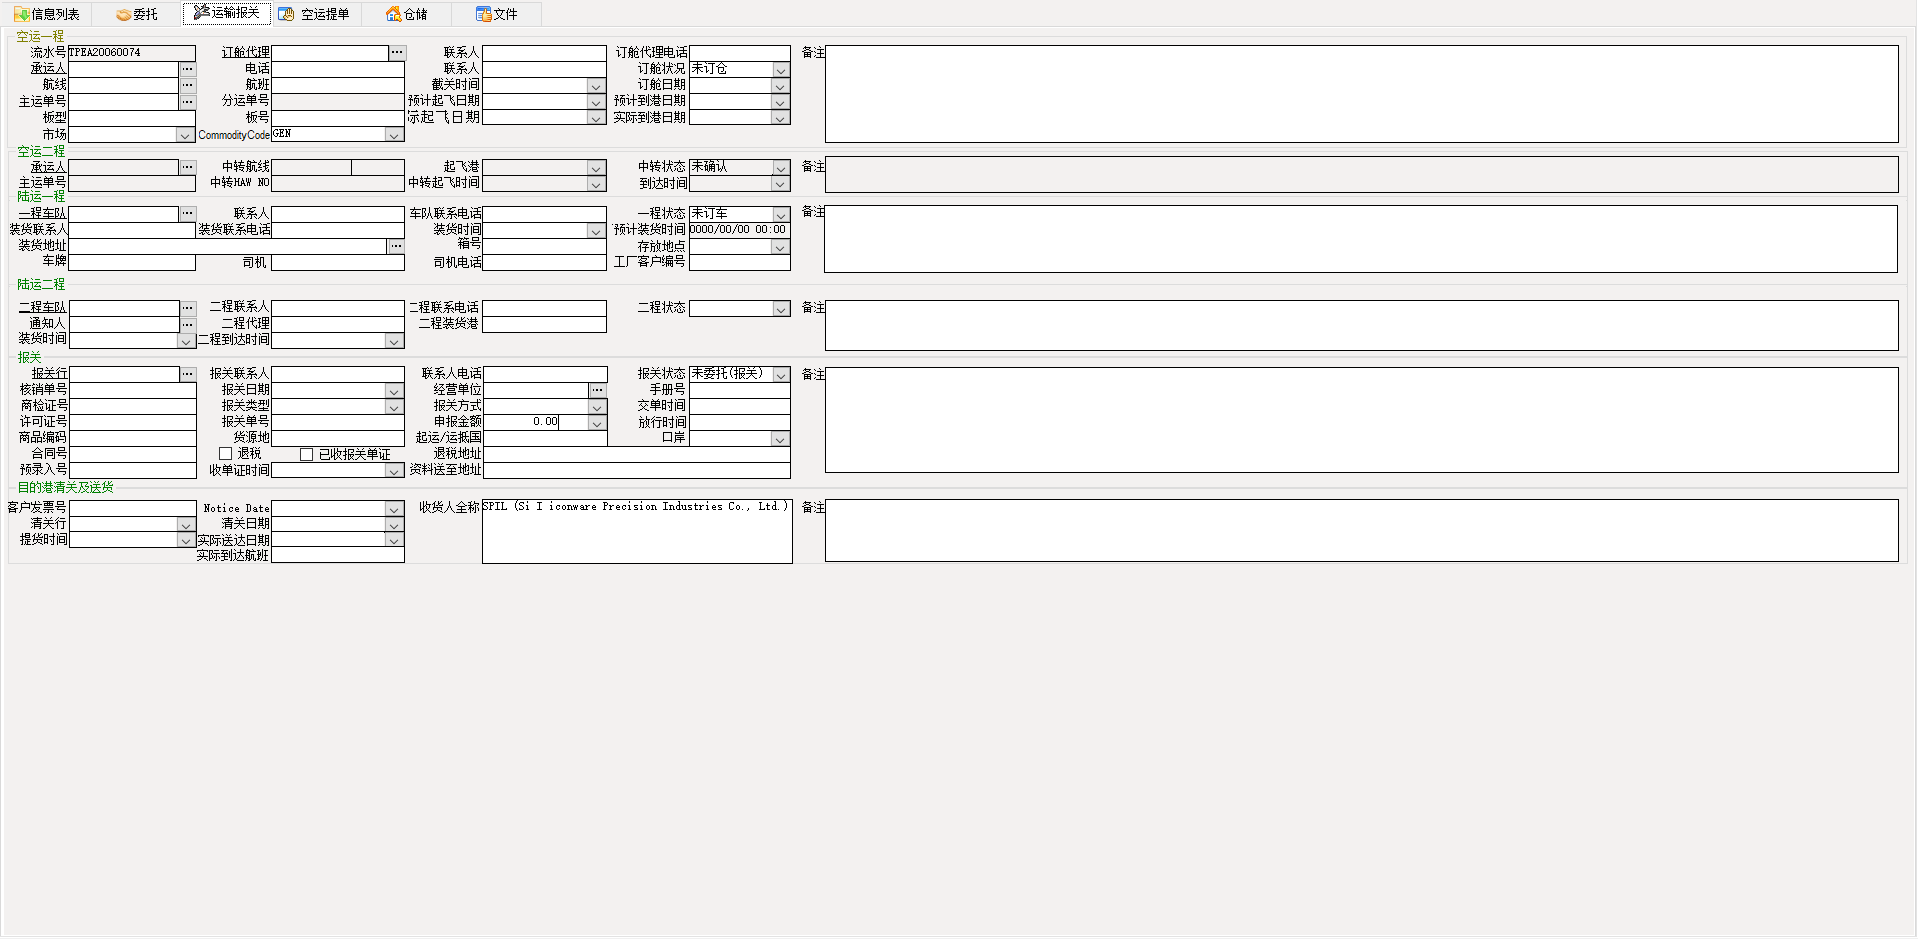 信息列表 委托 运输报关 空运提单 仓储 文件
空运一程
流水号 TPEA20060074 订舱代理 ... 联系人 订舱代理电话 备注
承运人 ... 电话 联系人 订舱状况 未订仓
航线 ... 航班 截关时间 订舱日期
主运单号 ... 分运单号 预计起飞日期 预计到港日期
板型 板号 起飞日期 实际到港日期
市场 CommodityCode GEN
空运二程
承运人 ... 中转航线 起飞港 中转状态 未确认 备注
主运单号 中转HAW NO 中转起飞时间 到达时间
陆运一程
一程车队 ... 联系人 车队联系电话 一程状态 未订车 备注
装货联系人 装货联系电话 装货时间 预计装货时间 0000/00/00 00:00
装货地址 ... 箱号 存放地点
车牌 司机 司机电话 工厂客户编号
陆运二程
二程车队 ... 二程联系人 二程联系电话 二程状态 备注
通知人 ... 二程代理 二程装货港
装货时间 二程到达时间
报关
报关行 ... 报关联系人 联系人电话 报关状态 未委托(报关) 备注
核销单号 报关日期 经营单位 ... 手册号
商检证号 报关类型 报关方式 交单时间
许可证号 报关单号 申报金额 0.00 放行时间
商品编码 货源地 起运/运抵国 口岸
合同号 退税 已收报关单证 退税地址
预录入号 收单证时间 资料送至地址
目的港清关及送货
客户发票号 Notice Date 收货人全称 SPIL (Si I iconware Precision Industries Co., Ltd.) 备注
清关行 清关日期
提货时间 实际送达日期
实际到达航班